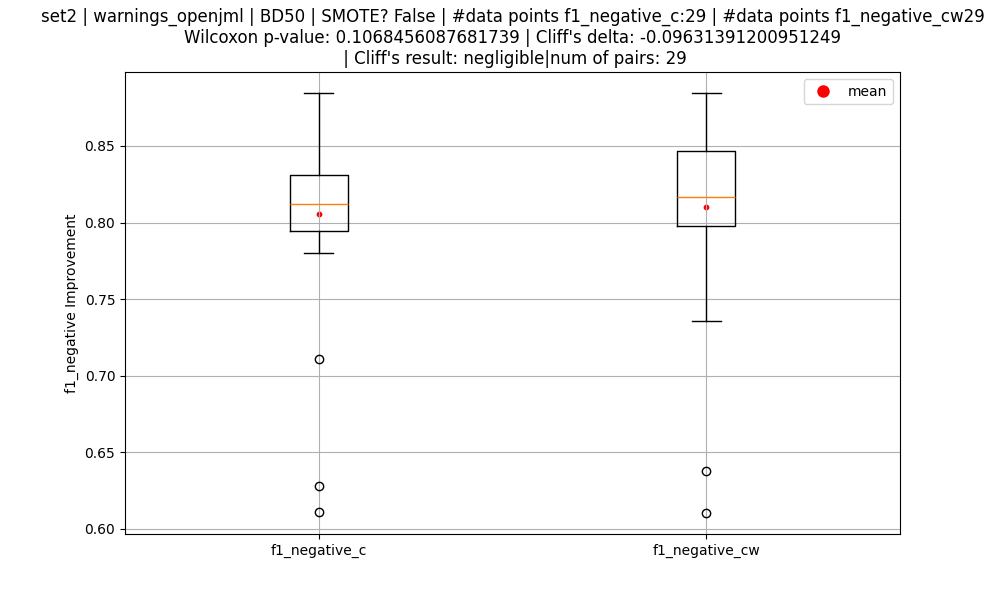 set2 | warnings_openjml | BD50 | SMOTE? False | #data points f1_negative_c:29 | #data points f1_negative_cw29
Wilcoxon p-value: 0.1068456087681739 | Cliff's delta: -0.09631391200951249
| Cliff's result: negligible|num of pairs: 29
mean
0.85
0.80
0.75
0.70
0.65
0.60
f1_negative Improvement
f1_negative_c
f1_negative_cw